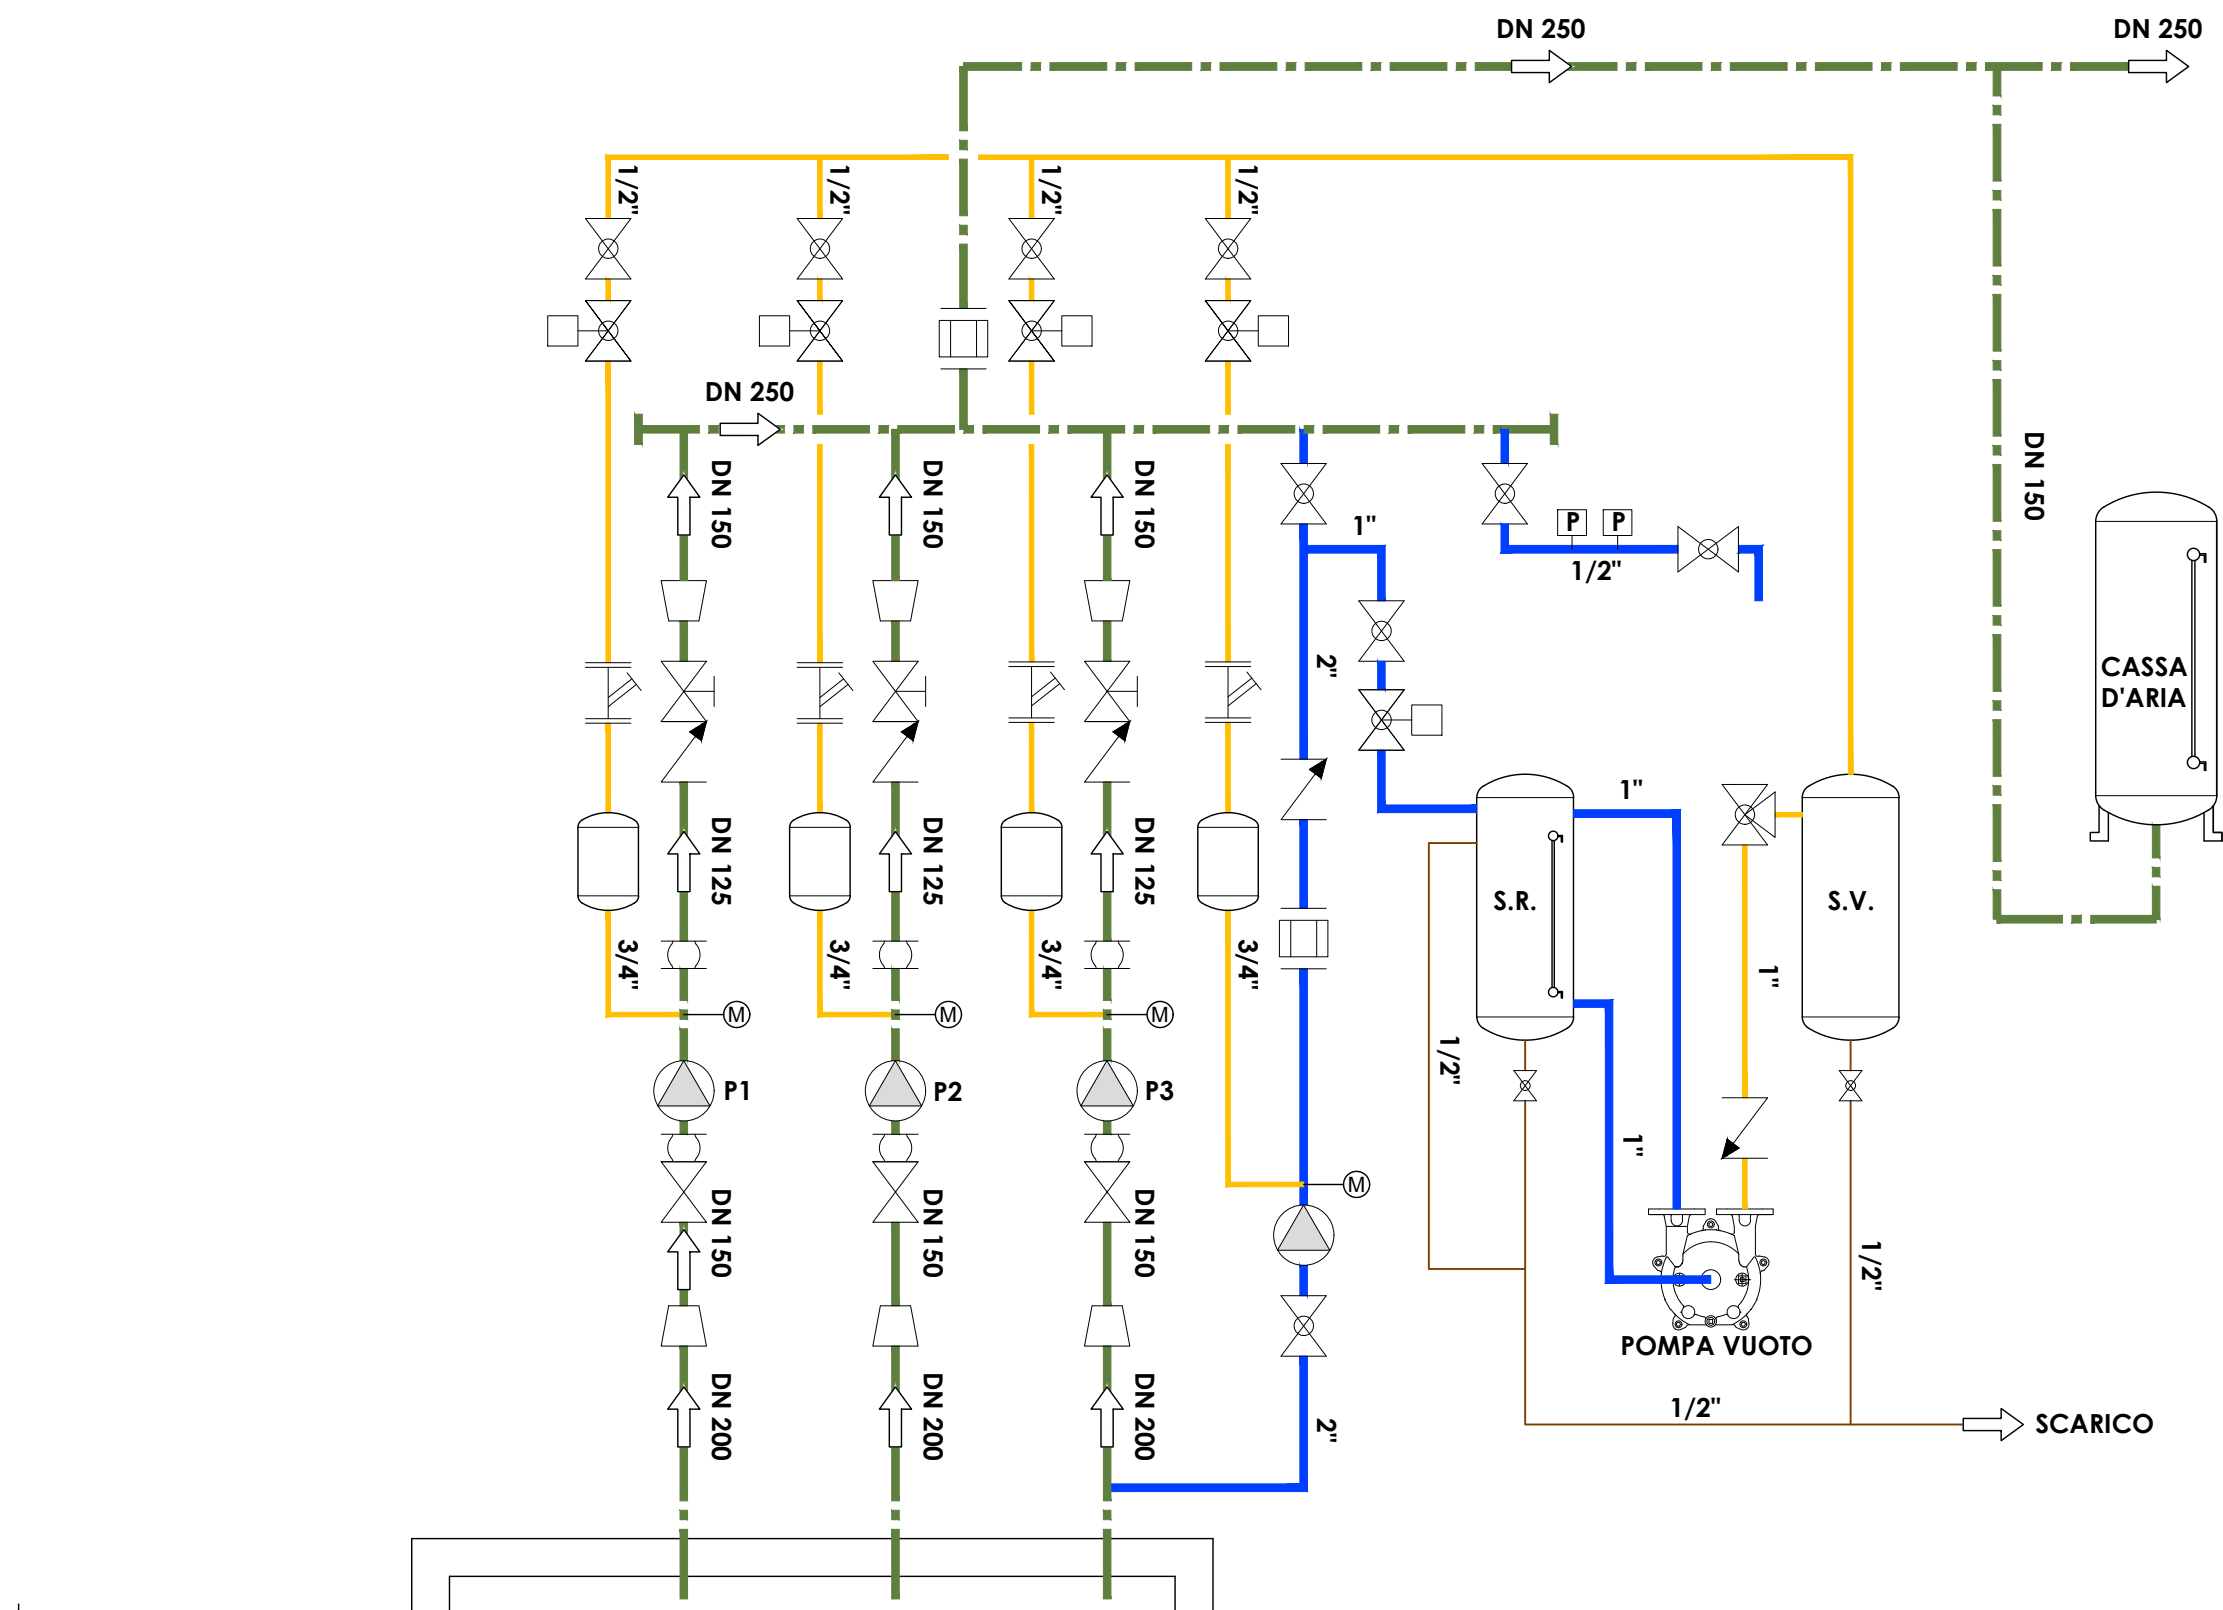 DN 250
DN 250
1/2"
1/2"
1/2"
1/2"
DN 250
DN 150
DN 150
DN 150
DN 150
1"
P
P
1/2"
2"
CASSA
D'ARIA
1"
DN 125
DN 125
DN 125
S.R.
S.V.
3/4"
3/4"
3/4"
3/4"
1"
M
M
M
1/2"
P1
P2
P3
1"
M
DN 150
DN 150
DN 150
1/2"
POMPA VUOTO
DN 200
DN 200
DN 200
2"
1/2"
SCARICO